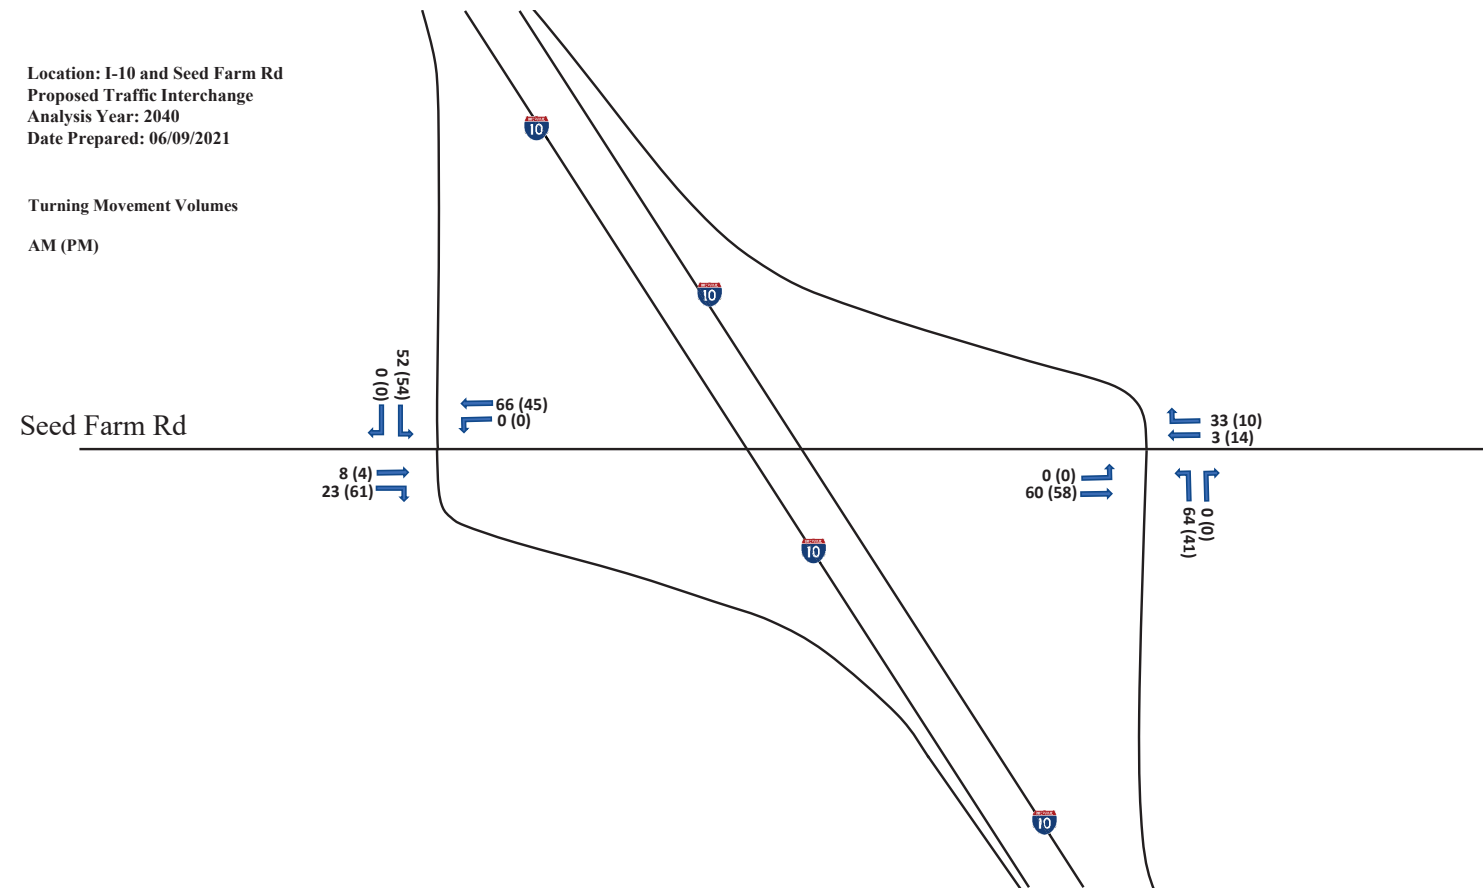 Location: I-10 and Seed Farm Rd
Proposed Traffic Interchange
Analysis Year: 2040
Date Prepared: 06/09/2021
Turning Movement Volumes
AM (PM)
10
10
0 (0)
52 (54)
66 (45)
0 (0)
Seed Farm Rd
33 (10)
3 (14)
8 (4)
23 (61)
0 (0)
60 (58)
64 (41)
0 (0)
10
10